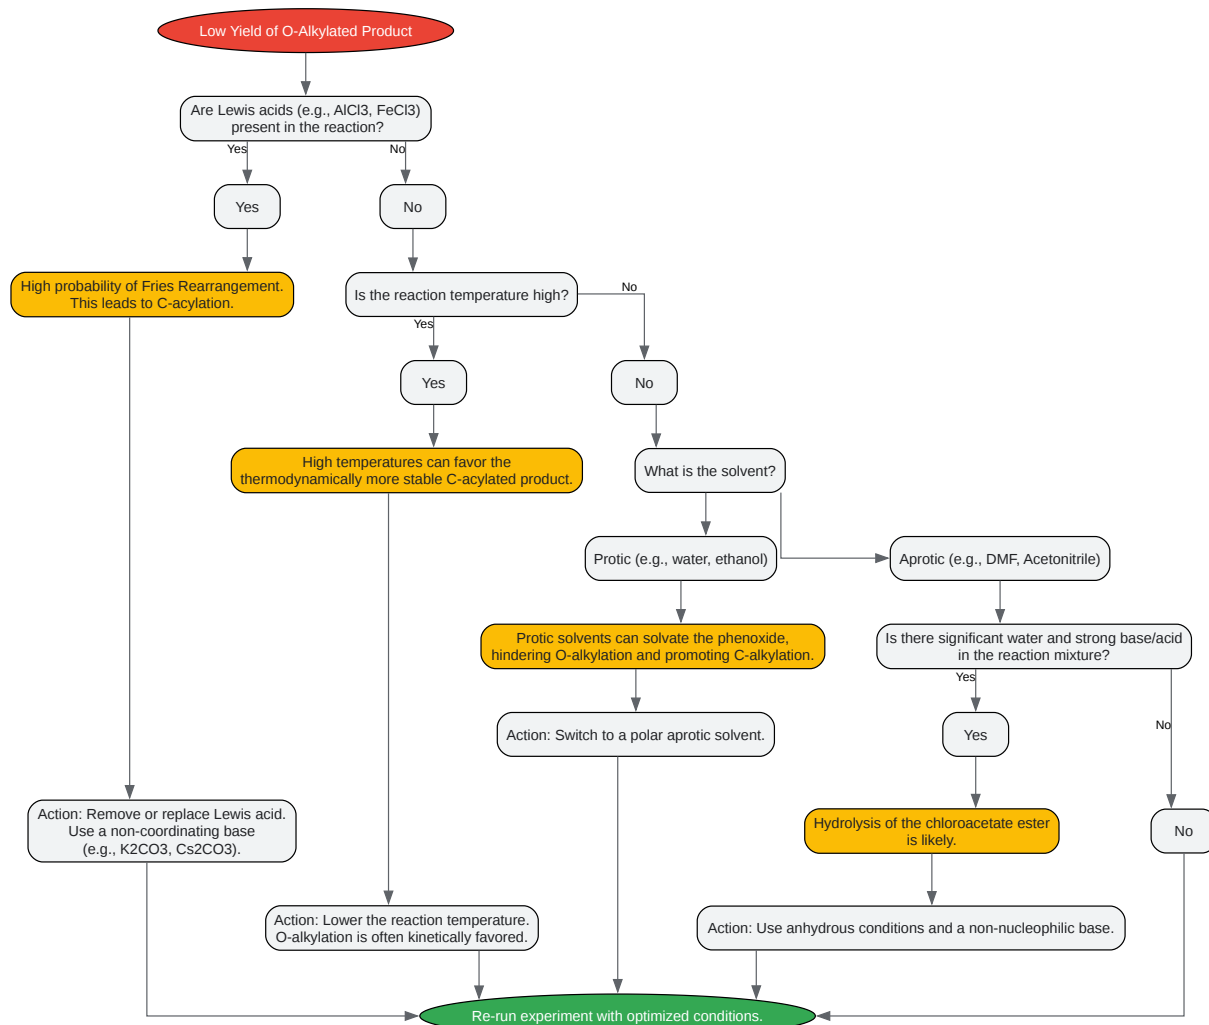 Low Yield of O-Alkylated Product
Are Lewis acids (e.g., AlCl3, FeCl3)
present in the reaction?
Yes
No
Yes
No
High probability of Fries Rearrangement.
This leads to C-acylation.
Is the reaction temperature high?
No
Yes
Yes
No
High temperatures can favor the
thermodynamically more stable C-acylated product.
What is the solvent?
Protic (e.g., water, ethanol)
Aprotic (e.g., DMF, Acetonitrile)
Protic solvents can solvate the phenoxide,
hindering O-alkylation and promoting C-alkylation.
Is there significant water and strong base/acid
in the reaction mixture?
Yes
No
Action: Switch to a polar aprotic solvent.
Yes
Action: Remove or replace Lewis acid.
Use a non-coordinating base
(e.g., K2CO3, Cs2CO3).
Hydrolysis of the chloroacetate ester
is likely.
No
Action: Lower the reaction temperature.
O-alkylation is often kinetically favored.
Action: Use anhydrous conditions and a non-nucleophilic base.
Re-run experiment with optimized conditions.